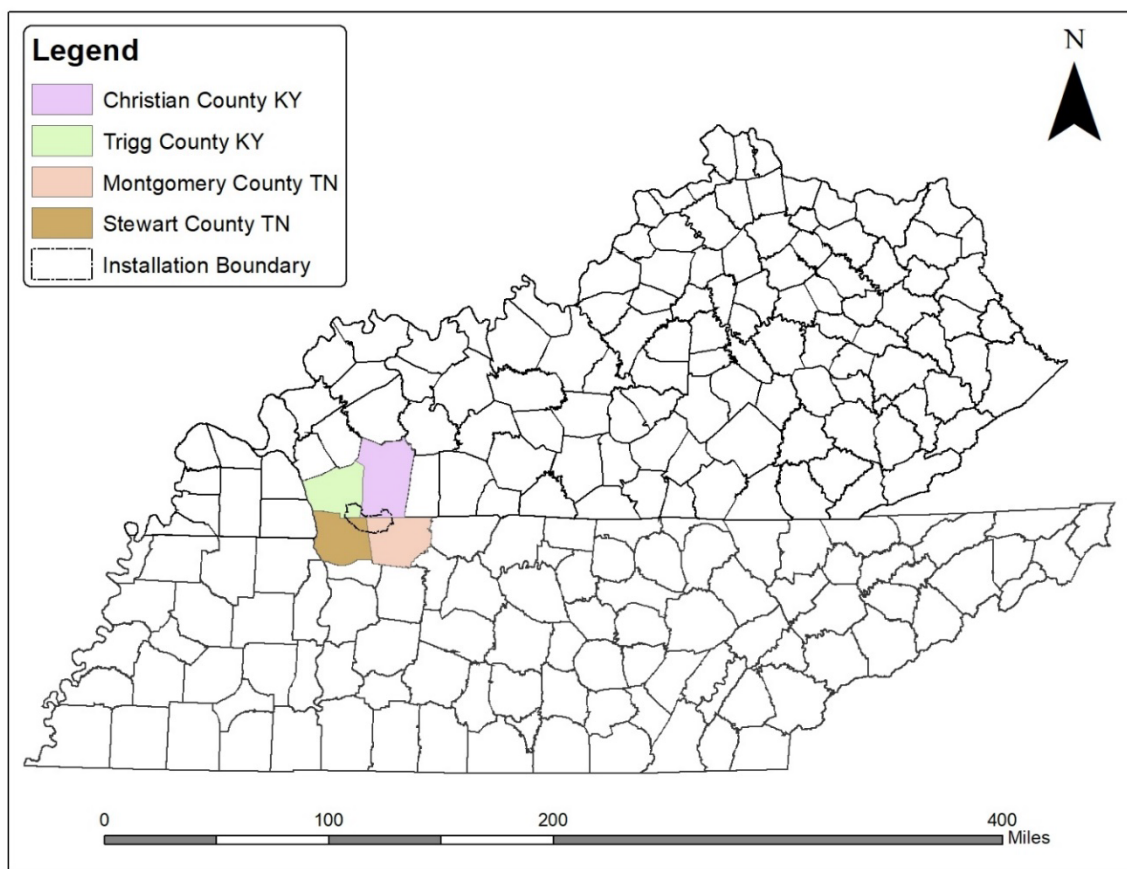 Legend
Christian County KY
Trigg County KY
Montgomery County TN
Stewart County TN
Installation Boundary
N
0 100 200 400
Miles